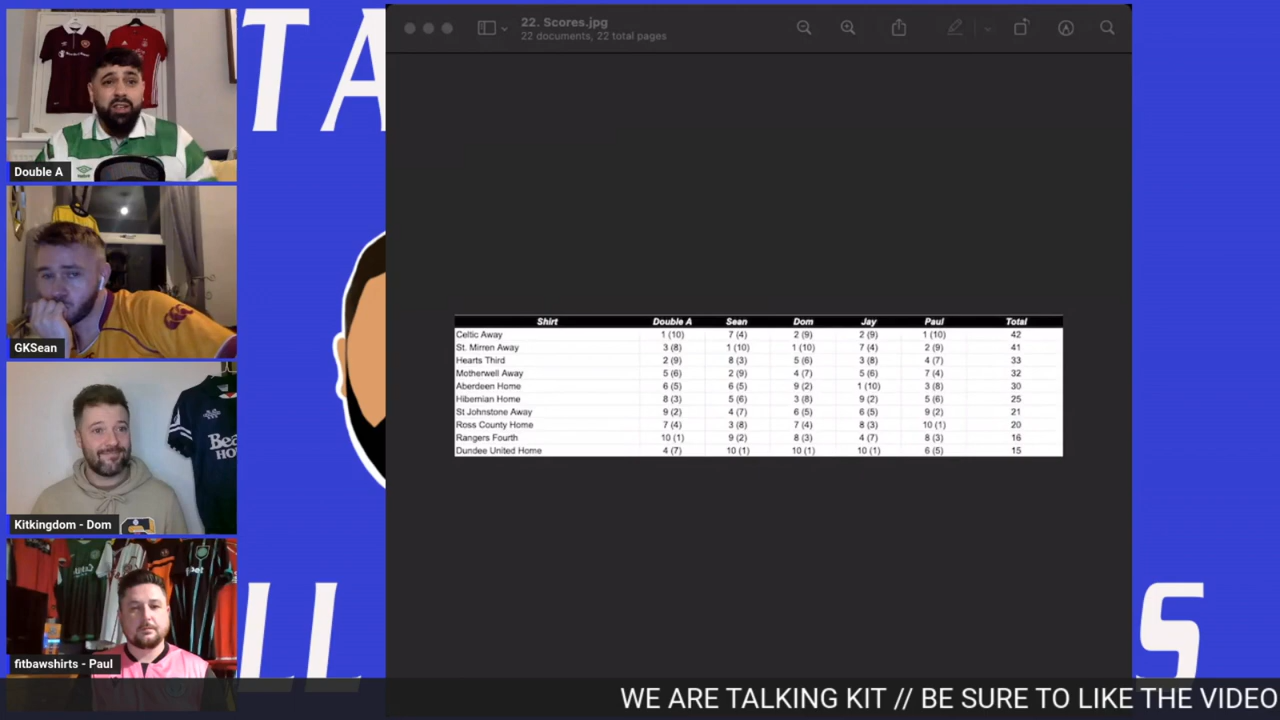 TA
22. Scores.jpg
22 documents, 22 total pages
Double A
GKSean
Kitkingdom - Dom
fitbawshirts - Paul
Shirt Double A Sean Dom Jay Paul Total
Celtic Away 1 (10) 7 (4) 2 (9) 2 (9) 1 (10) 42
St. Mirren Away 3 (8) 1 (10) 1 (10) 7 (4) 2 (9) 41
Hearts Third 2 (9) 8 (3) 5 (6) 3 (8) 4 (7) 33
Motherwell Away 5 (6) 2 (9) 4 (7) 5 (6) 7 (4) 32
Aberdeen Home 6 (5) 6 (5) 9 (2) 1 (10) 3 (8) 30
Hibernian Home 8 (3) 5 (6) 3 (8) 9 (2) 5 (6) 25
St Johnstone Away 9 (2) 4 (7) 6 (5) 6 (5) 9 (2) 21
Ross County Home 7 (4) 3 (8) 7 (4) 8 (3) 10 (1) 20
Rangers Fourth 10 (1) 9 (2) 8 (3) 4 (7) 8 (3) 16
Dundee United Home 4 (7) 10 (1) 10 (1) 10 (1) 6 (5) 15
LL S
WE ARE TALKING KIT // BE SURE TO LIKE THE VIDEO